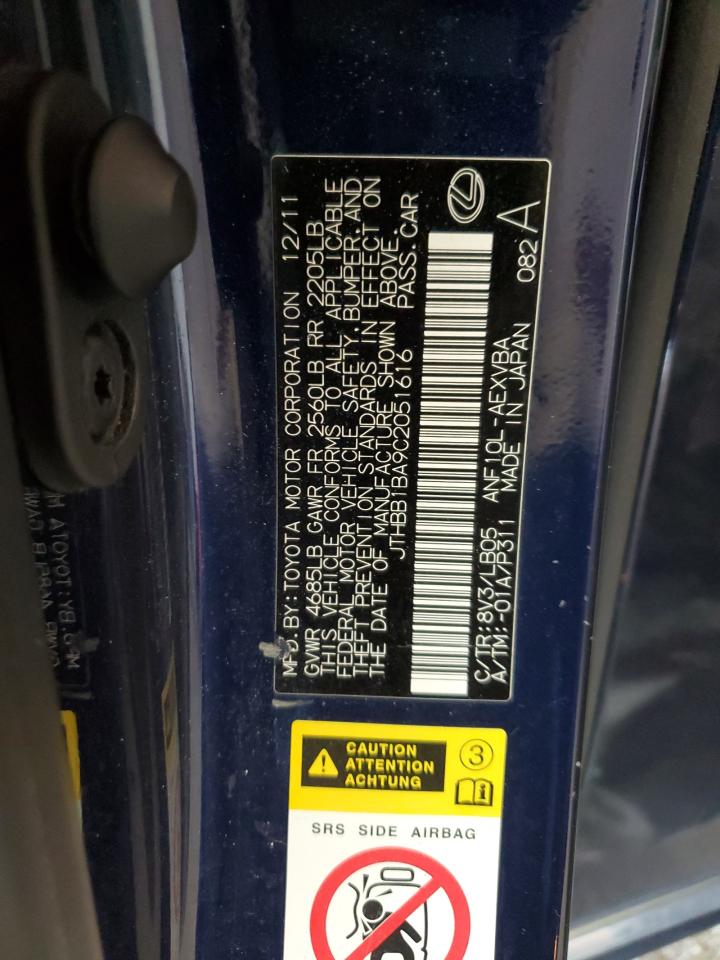 MFD.BY:TOYOTA MOTOR CORPORATION 12/11
GVWR 4685LB GAWR FR 2560LB RR 2205LB
THIS VEHICLE CONFORMS TO ALL APPLICABLE
FEDERAL MOTOR VEHICLE SAFETY,BUMPER,AND
THEFT PREVENTION STANDARDS IN EFFECT ON
THE DATE OF MANUFACTURE SHOWN ABOVE.
JTHBB1BA9C2051616 PASS.CAR
C/TR:8V3/LB05 ANF10L-AEXVBA 082
A/TM:-01A/P311 MADE IN JAPAN A
CAUTION
ATTENTION
ACHTUNG
3
SRS SIDE AIRBAG